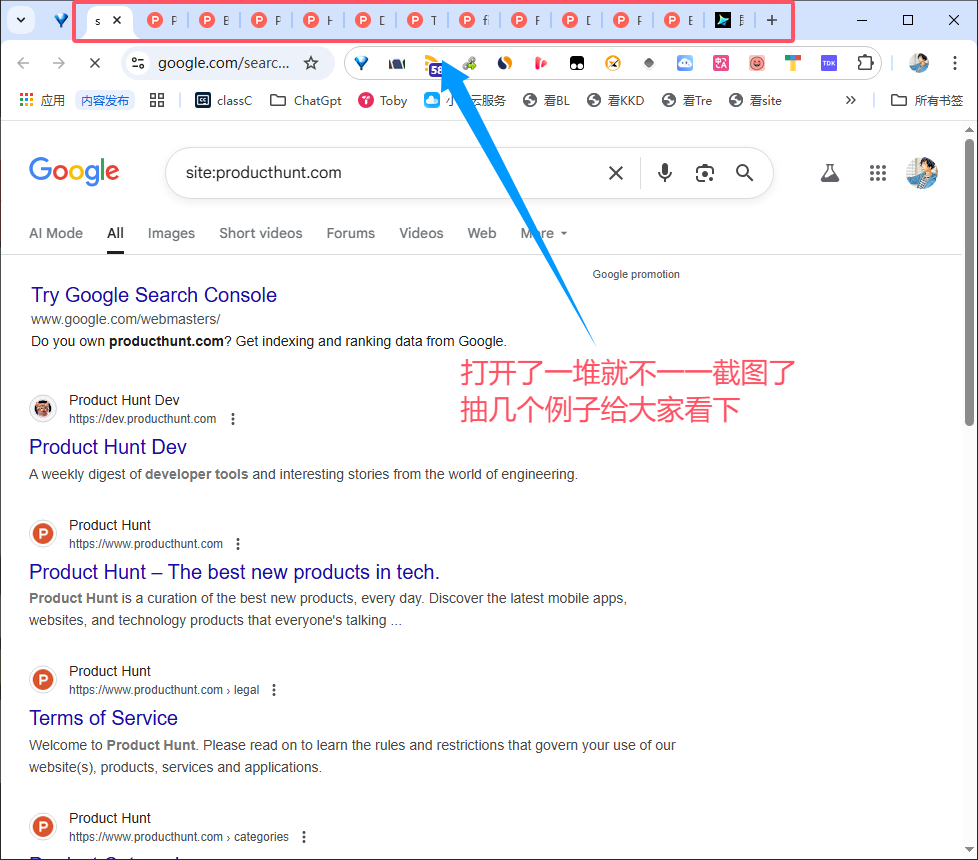 s
google.com/searc...
58
TDK
应用
内容发布
classC
ChatGpt
Toby
云服务
看BL
看KKD
看Tre
看site
所有书签
Google
site:producthunt.com
AI Mode
All
Images
Short videos
Forums
Videos
Web
More
Google promotion
Try Google Search Console
www.google.com/webmasters/
Do you own producthunt.com? Get indexing and ranking data from Google.
打开了一堆就不一一截图了
抽几个例子给大家看下
Product Hunt Dev
https://dev.producthunt.com
Product Hunt Dev
A weekly digest of developer tools and interesting stories from the world of engineering.
Product Hunt
https://www.producthunt.com
Product Hunt – The best new products in tech.
Product Hunt is a curation of the best new products, every day. Discover the latest mobile apps,
websites, and technology products that everyone's talking ...
Product Hunt
https://www.producthunt.com › legal
Terms of Service
Welcome to Product Hunt. Please read on to learn the rules and restrictions that govern your use of our
website(s), products, services and applications.
Product Hunt
https://www.producthunt.com › categories